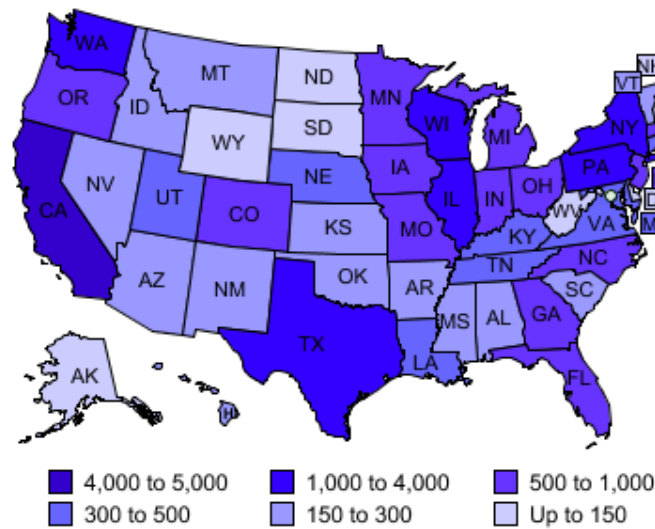 WA
MT
ND
MN
VT
OR
ID
WY
SD
WI
MI
NY
NV
UT
CO
NE
IA
IL
IN
OH
PA
CA
KS
MO
KY
WV
VA
AZ
NM
OK
AR
TN
NC
TX
LA
MS
AL
GA
SC
FL
AK
HI
4,000 to 5,000
1,000 to 4,000
500 to 1,000
300 to 500
150 to 300
Up to 150